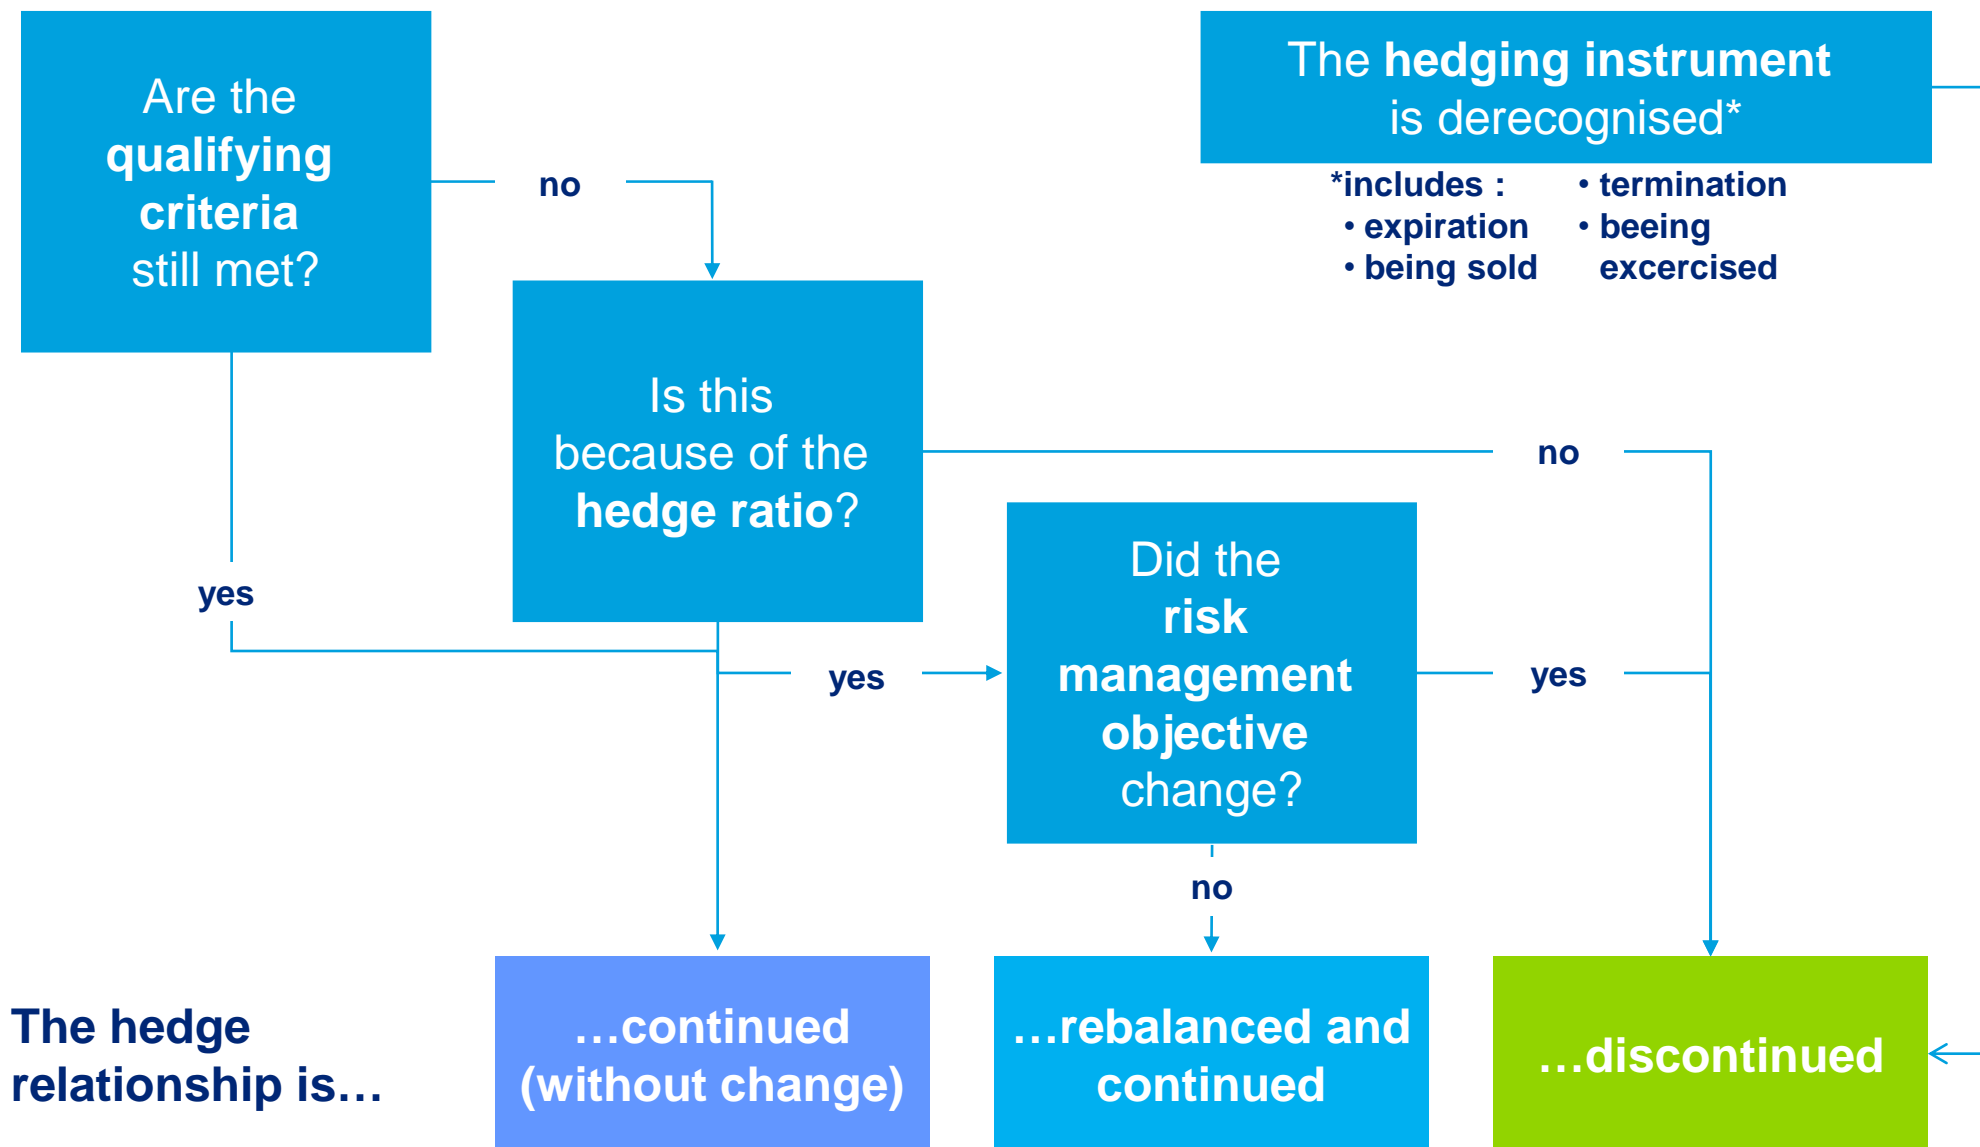 Are the
qualifying
criteria
still met?
no
The hedging instrument
is derecognised*
*includes :
• expiration
• being sold
• termination
• beeing
excercised
Is this
because of the
hedge ratio?
no
yes
Did the
risk
management
objective
change?
yes
yes
no
The hedge
relationship is…
…continued
(without change)
…rebalanced and
continued
…discontinued